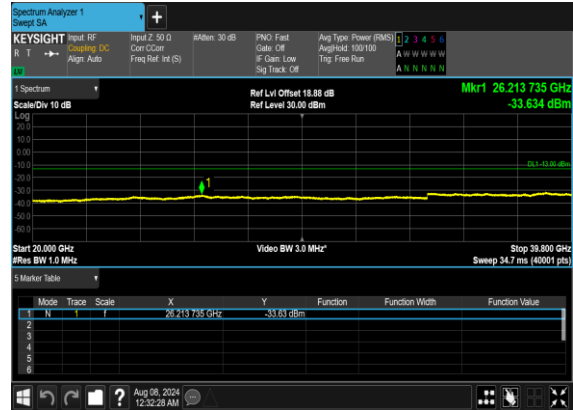 Spectrum Analyzer 1
Swept SA
KEYSIGHT Input: RF Input Z: 50 Ω #Atten: 30 dB PNO: Fast Avg Type: Power (RMS) 1 2 3 4 5 6
R T Coupling: DC Corr CCorr Gate: Off Avg|Hold: 100/100 A W W W W W
Align: Auto Freq Ref: Int (S) IF Gain: Low Trig: Free Run
LM Sig Track: Off A N N N N N
1 Spectrum Ref Lvl Offset 18.88 dB Mkr1 26.213 735 GHz
Scale/Div 10 dB Ref Level 30.00 dBm -33.634 dBm
Log
20.0
10.0
0.00
-10.0 DL1 -13.00 dBm
-20.0
1
-30.0
-40.0
-50.0
-60.0
Start 20.000 GHz Video BW 3.0 MHz* Stop 39.800 GHz
#Res BW 1.0 MHz Sweep 34.7 ms (40001 pts)
5 Marker Table
Mode Trace Scale X Y Function Function Width Function Value
1 N 1 f 26.213 735 GHz -33.63 dBm
2
3
4
5
6
? Aug 08, 2024
12:32:28 AM